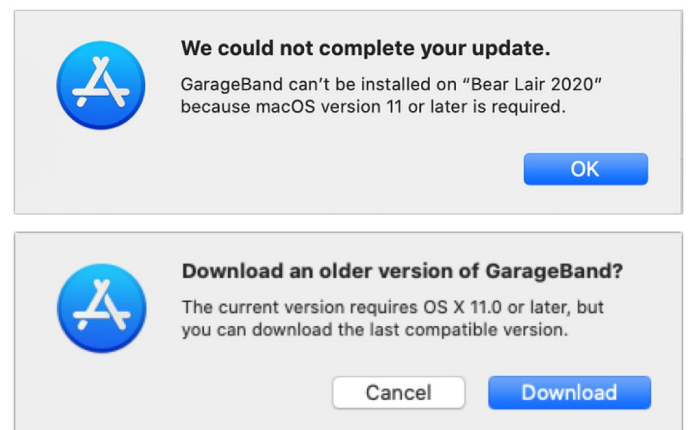 We could not complete your update.
GarageBand can’t be installed on “Bear Lair 2020”
because macOS version 11 or later is required.
OK
Download an older version of GarageBand?
The current version requires OS X 11.0 or later, but
you can download the last compatible version.
Cancel Download